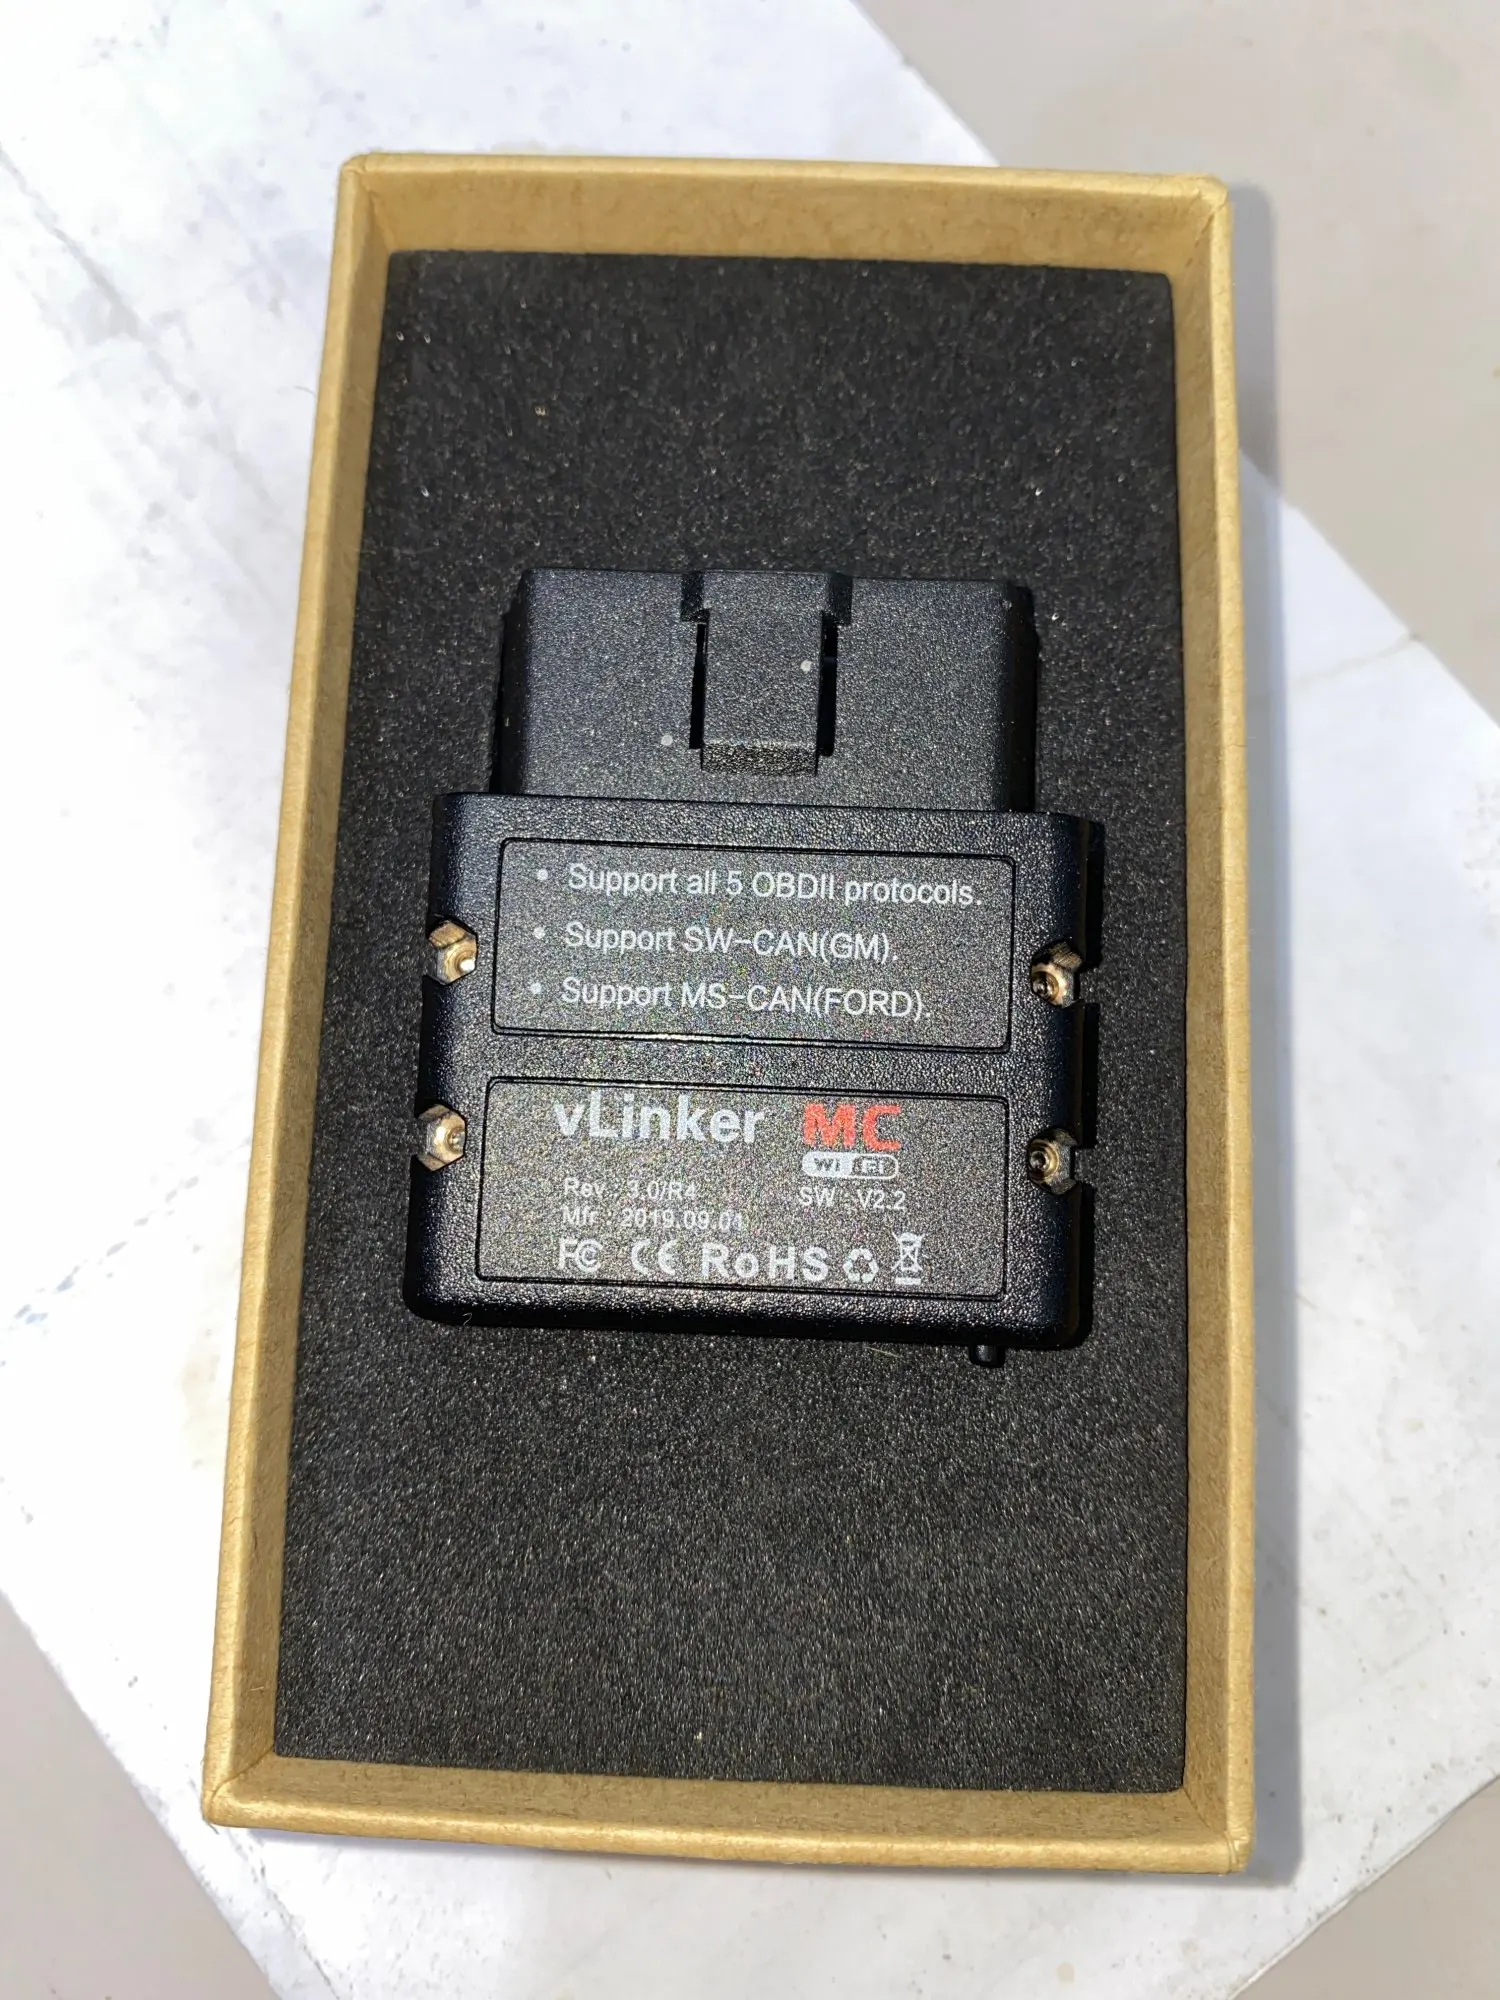 • Support all 5 OBDII protocols.
• Support SW-CAN(GM).
• Support MS-CAN(FORD).
vLinker MC
WiFi
Rev : 3.0/R4 SW : V2.2
Mfr : 2019.09.01
FC CE RoHS